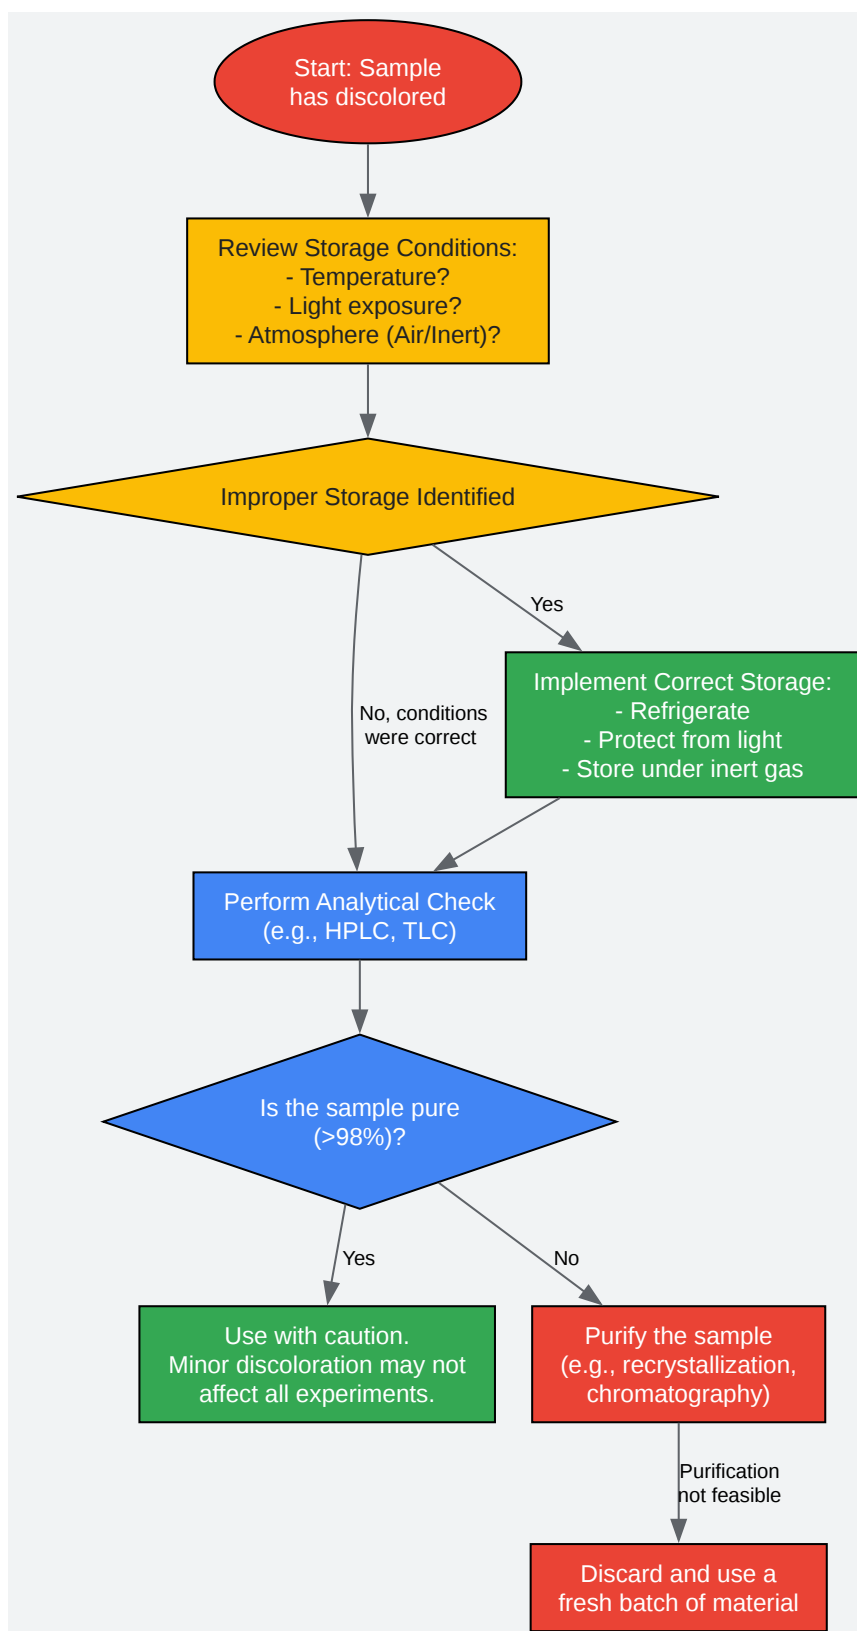 Start: Sample
has discolored
Review Storage Conditions:
- Temperature?
- Light exposure?
- Atmosphere (Air/Inert)?
Improper Storage Identified
Yes
Implement Correct Storage:
- Refrigerate
- Protect from light
- Store under inert gas
No, conditions
were correct
Perform Analytical Check
(e.g., HPLC, TLC)
Is the sample pure
(>98%)?
Yes
No
Use with caution.
Minor discoloration may not
affect all experiments.
Purify the sample
(e.g., recrystallization,
chromatography)
Purification
not feasible
Discard and use a
fresh batch of material